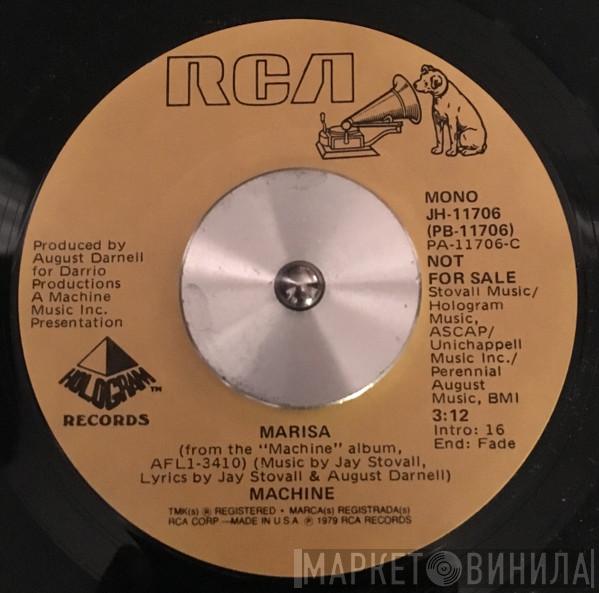 RCA
MONO
JH-11706
(PB-11706)
PA-11706-C
NOT
FOR SALE
Stovall Music/
Hologram
Music,
ASCAP/
Unichappell
Music Inc./
Perennial
August
Music, BMI
3:12
Intro: 16
End: Fade
Produced by
August Darnell
for Darrio
Productions
A Machine
Music Inc.
Presentation
HOLOGRAM™
RECORDS
MARISA
(from the "Machine" album,
AFL1-3410) (Music by Jay Stovall,
Lyrics by Jay Stovall & August Darnell)
MACHINE
TMK(s) ® REGISTERED • MARCA(s) REGISTRADA(s)
RCA CORP—MADE IN U.S.A. ℗ 1979 RCA RECORDS
МАРКЕТ ВИНИЛА